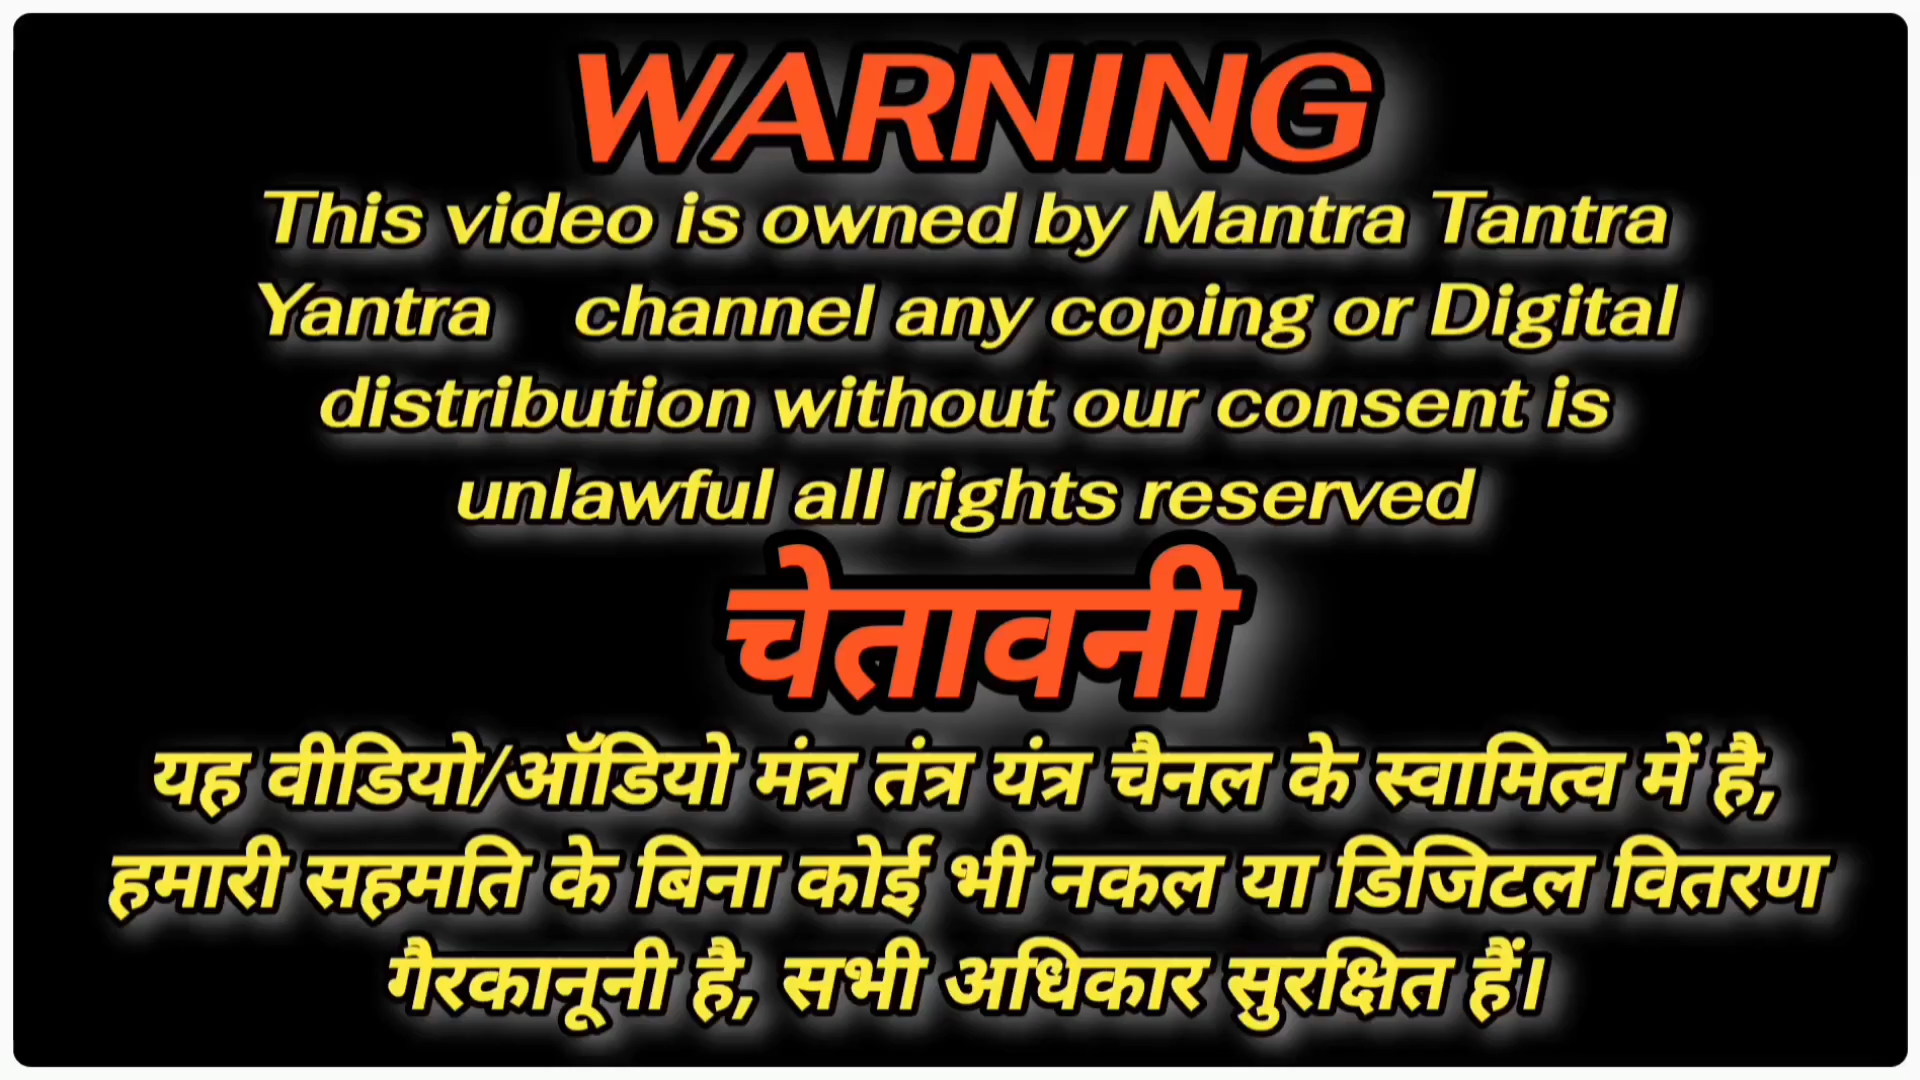 WARNING
This video is owned by Mantra Tantra
Yantra channel any coping or Digital
distribution without our consent is
unlawful all rights reserved
चेतावनी
यह वीडियो/ऑडियो मंत्र तंत्र यंत्र चैनल के स्वामित्व में है,
हमारी सहमति के बिना कोई भी नकल या डिजिटल वितरण
गैरकानूनी है, सभी अधिकार सुरक्षित हैं।